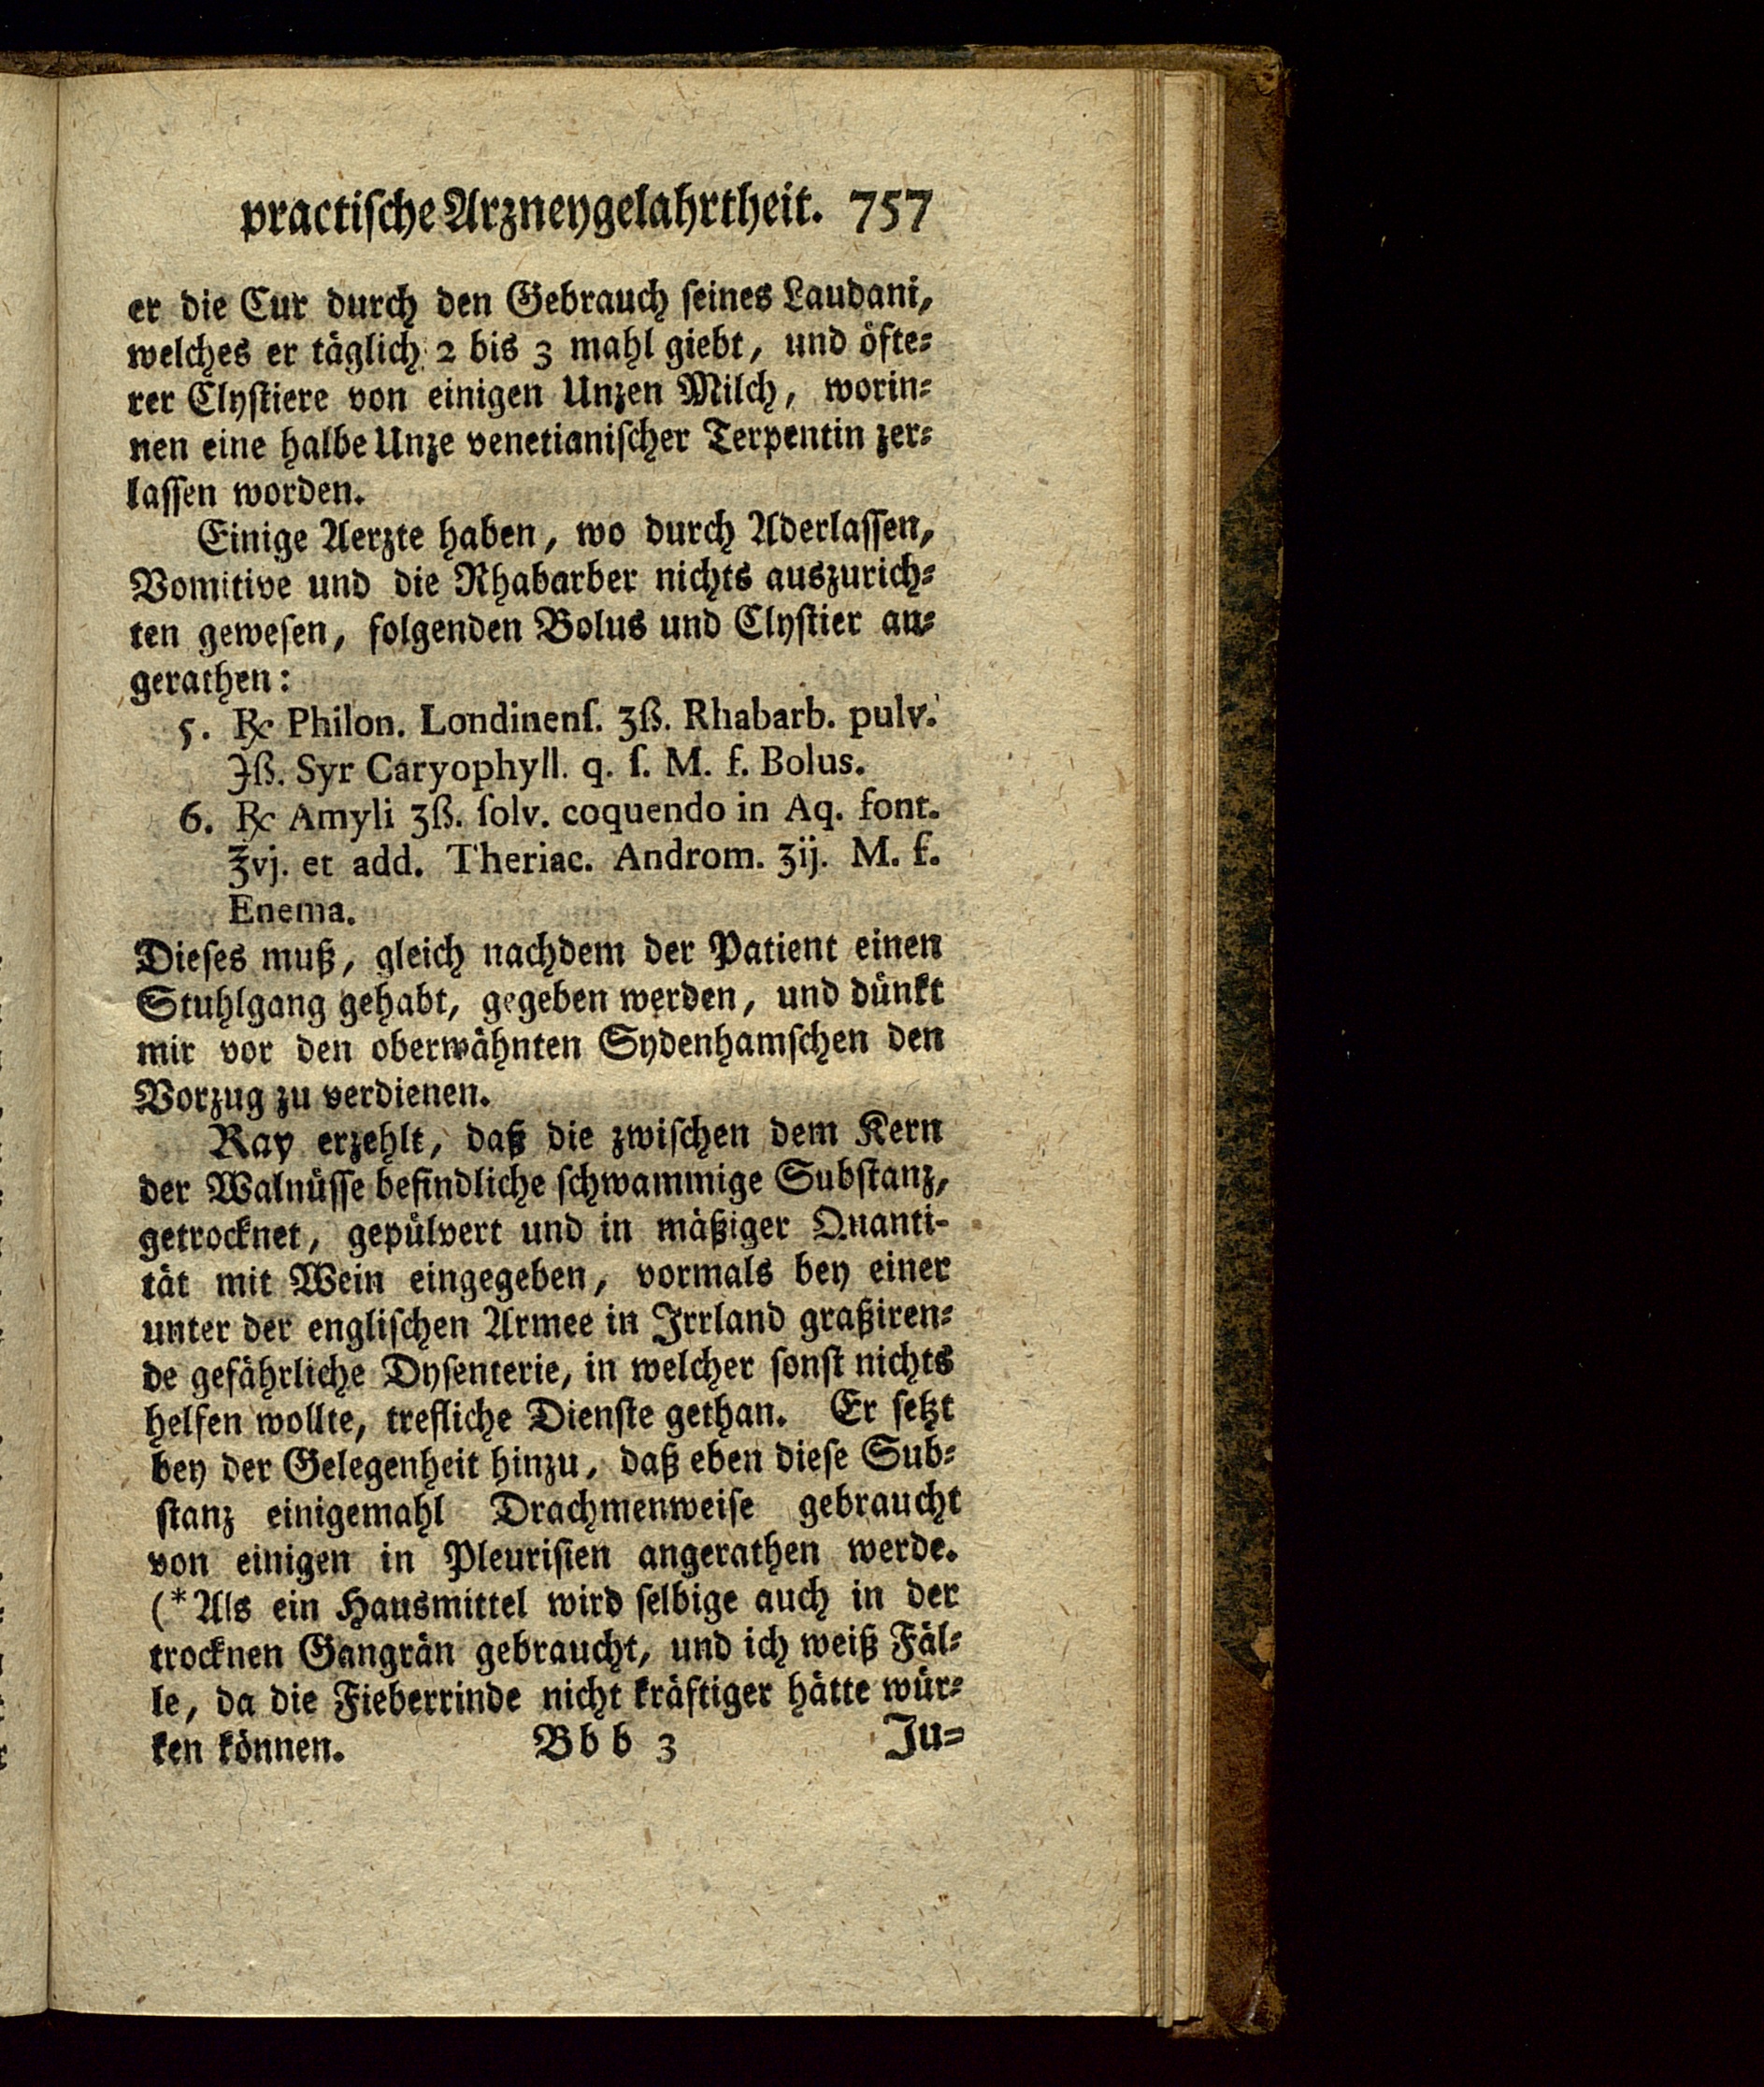 practiſche Arzneygelahrtheit. 757
er die Cur durch den Gebrauch ſeines Laudani,
welches er täglich 2 bis 3 mahl giebt, und öfte⸗
rer Clyſtiere von einigen Unzen Milch, worin⸗
nen eine halbe Unze venetianiſcher Terpentin zer⸗
laſſen worden.
Einige Aerzte haben, wo durch Aderlaſſen,
Vomitive und die Rhabarber nichts auszurich⸗
ten geweſen, folgenden Bolus und Clyſtier an⸗
gerathen:
5. ℞ Philon. Londinenſ. ʒß. Rhabarb. pulv.
℈ß. Syr Caryophyll. q. ſ. M. f. Bolus.
6. ℞ Amyli ʒß. ſolv. coquendo in Aq. font.
℥vj. et add. Theriac. Androm. ʒij. M. f.
Enema.
Dieſes muß, gleich nachdem der Patient einen
Stuhlgang gehabt, gegeben werden, und dünkt
mir vor den oberwähnten Sydenhamſchen den
Vorzug zu verdienen.
Ray erzehlt, daß die zwiſchen dem Kern
der Walnüſſe befindliche ſchwammige Subſtanz,
getrocknet, gepülvert und in mäßiger Quanti-
tät mit Wein eingegeben, vormals bey einer
unter der engliſchen Armee in Irrland graßiren⸗
de gefährliche Dyſenterie, in welcher ſonſt nichts
helfen wollte, trefliche Dienſte gethan. Er ſetzt
bey der Gelegenheit hinzu, daß eben dieſe Sub⸗
ſtanz einigemahl Drachmenweiſe gebraucht
von einigen in Pleuriſien angerathen werde.
(*Als ein Hausmittel wird ſelbige auch in der
trocknen Gangrän gebraucht, und ich weiß Fäl⸗
le, da die Fieberrinde nicht kräftiger hätte wür⸗
ken können. Bbb 3 Ju⸗